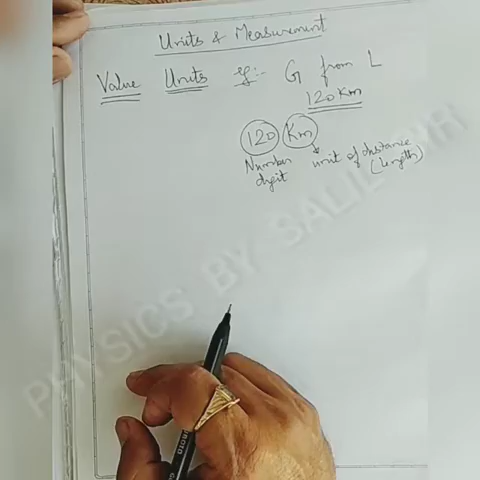 Units & Measurement
Value Units eg:- G from L
120 Km
120 Km
Number unit of distance
digit (length)
PHYSICS BY SALIL